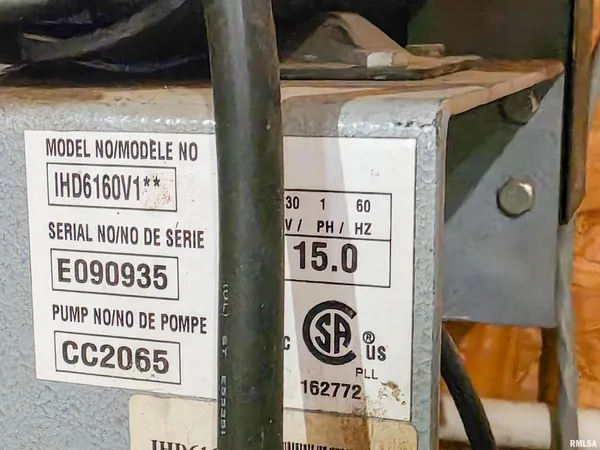 MODEL NO/MODÈLE NO
IHD6160V1**
SERIAL NO/NO DE SÉRIE
E090935
PUMP NO/NO DE POMPE
CC2065
30 1 60
V / PH / HZ
15.0
CSA
® US
PLL
162772
RMLSA